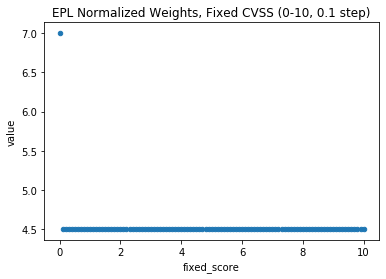 EPL Normalized Weights, Fixed CVSS (0-10, 0.1 step)
7.0
6.5
6.0
5.5
5.0
4.5
value
0 2 4 6 8 10
fixed_score